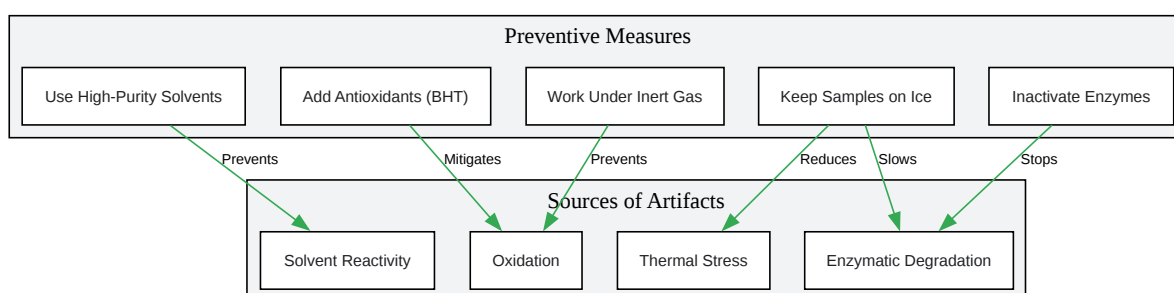 Preventive Measures
Use High-Purity Solvents
Add Antioxidants (BHT)
Work Under Inert Gas
Keep Samples on Ice
Inactivate Enzymes
Prevents
Mitigates
Prevents
Reduces
Slows
Stops
Sources of Artifacts
Solvent Reactivity
Oxidation
Thermal Stress
Enzymatic Degradation